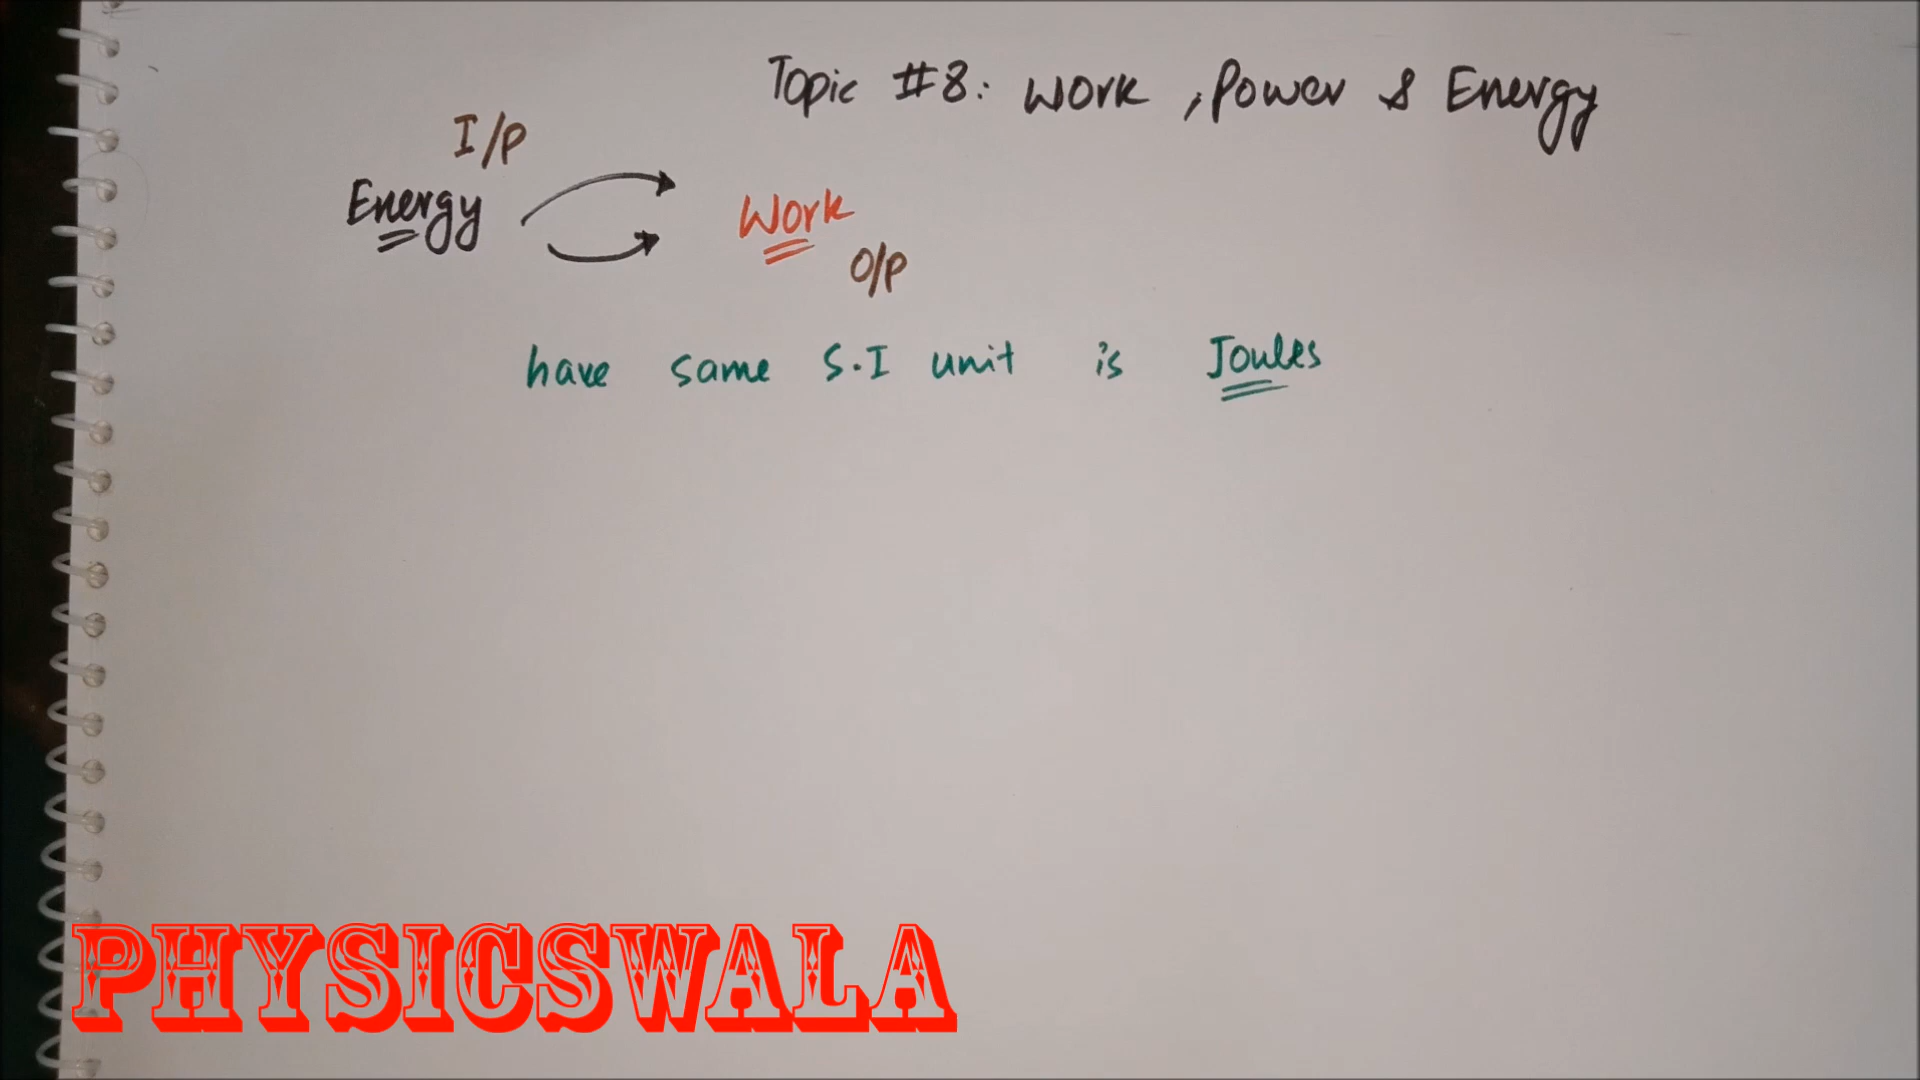 Topic #8: Work, Power & Energy
I/P
Energy
Work
O/P
have same S.I unit is Joules
PHYSICSWALA